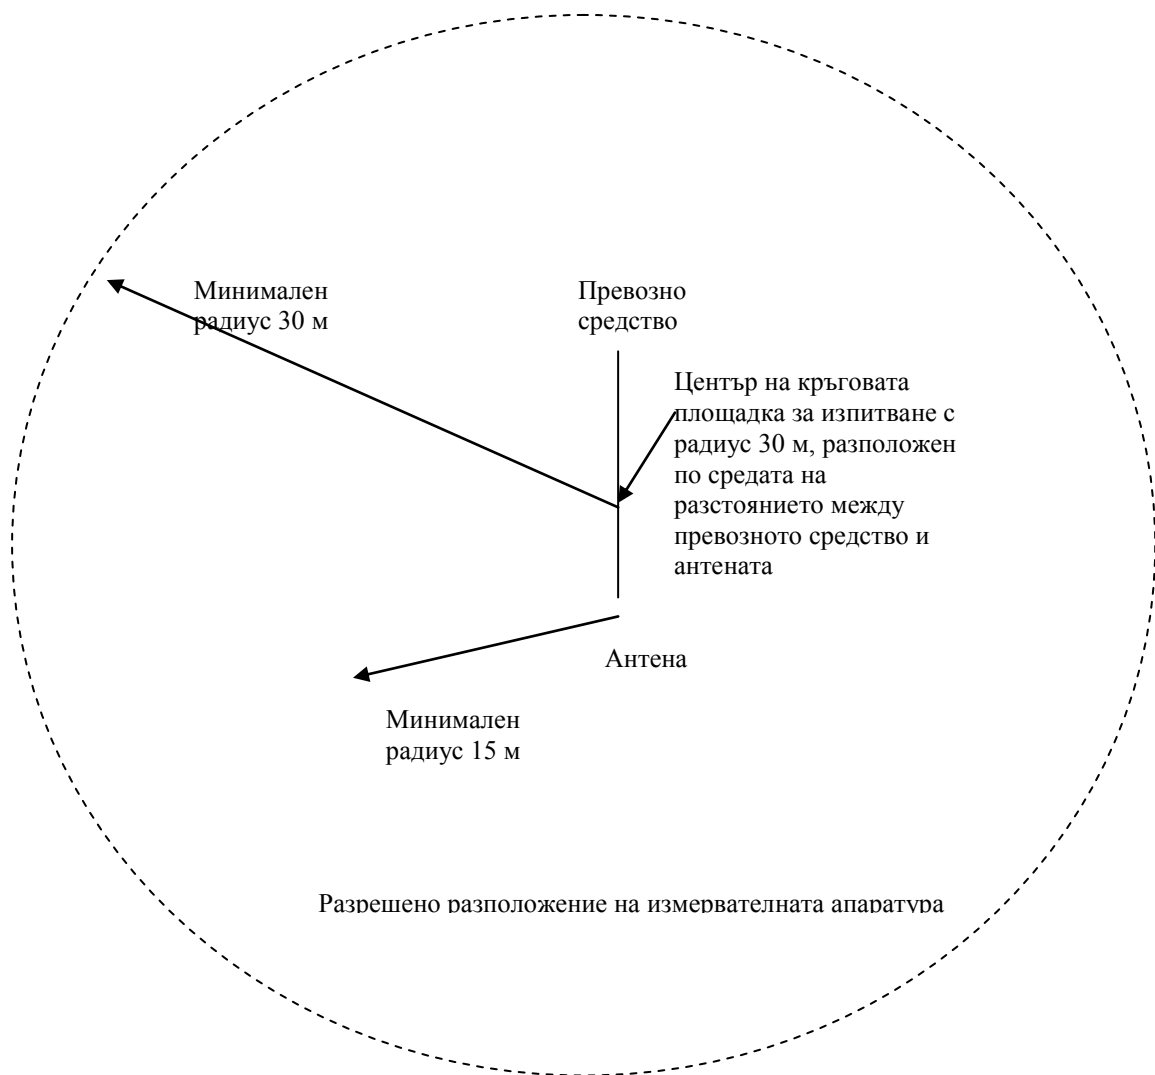 Минимален
радиус 30 м
Превозно
средство
Център на кръговата
площадка за изпитване с
радиус 30 м, разположен
по средата на
разстоянието между
превозното средство и
антената
Антена
Минимален
радиус 15 м
Разрешено разположение на измервателната апаратура